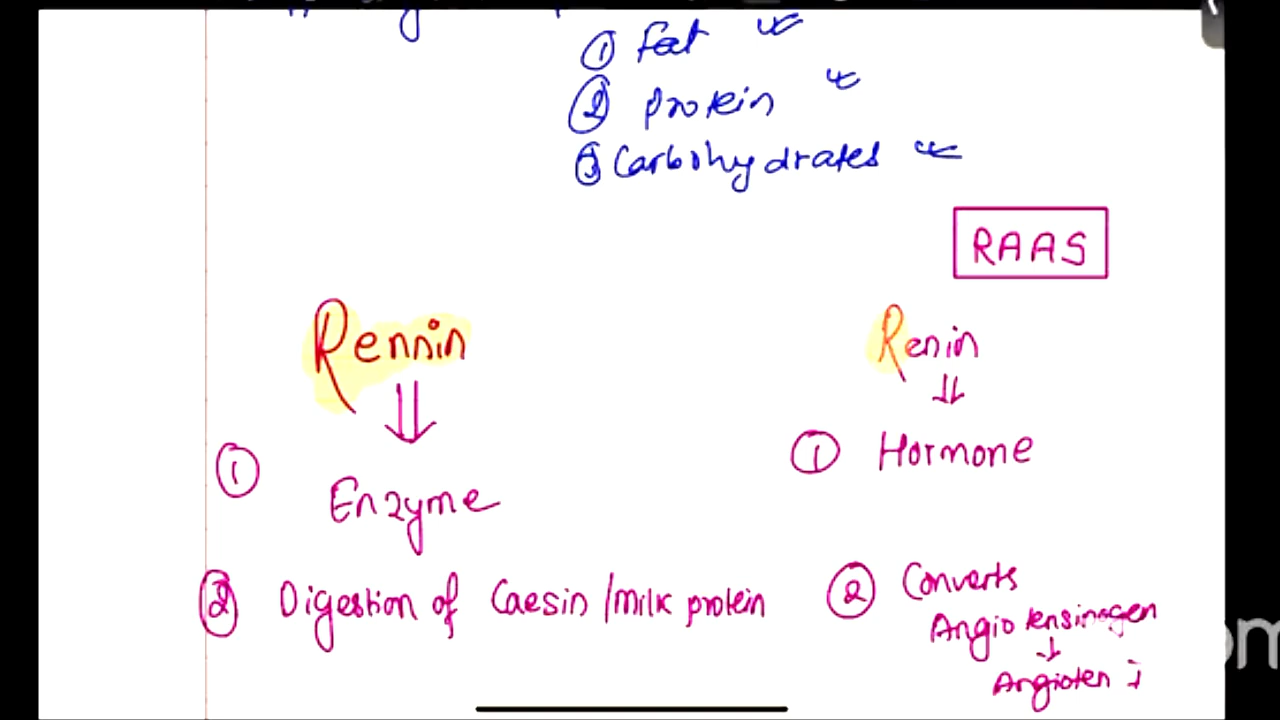 ① Fat
② Protein
③ Carbohydrates
RAAS
Rennin
Renin
①
Enzyme
① Hormone
② Digestion of Caesin/Milk protein
② Converts
Angiotensinogen
Angioten I
om